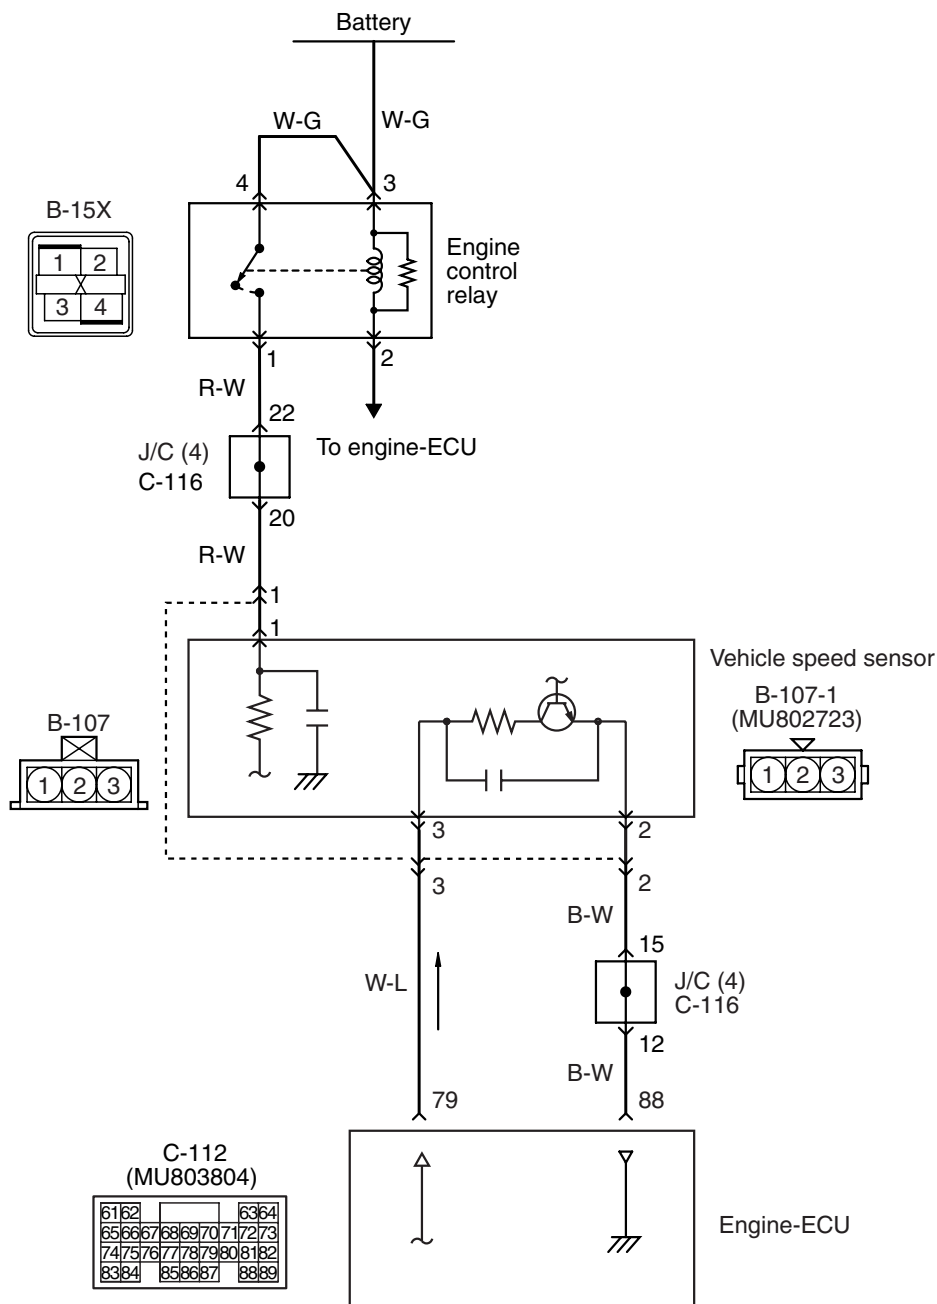 Battery
W-G
W-G
4
3
B-15X
1 2
3 4
Engine
control
relay
1
2
R-W
22
J/C (4)
C-116
To engine-ECU
20
R-W
1
1
Vehicle speed sensor
B-107-1
(MU802723)
1 2 3
B-107
1 2 3
3
2
3
2
B-W
15
W-L
J/C (4)
C-116
12
B-W
79
88
C-112
(MU803804)
61 62 63 64
65 66 67 68 69 70 71 72 73
74 75 76 77 78 79 80 81 82
83 84 85 86 87 88 89
Engine-ECU